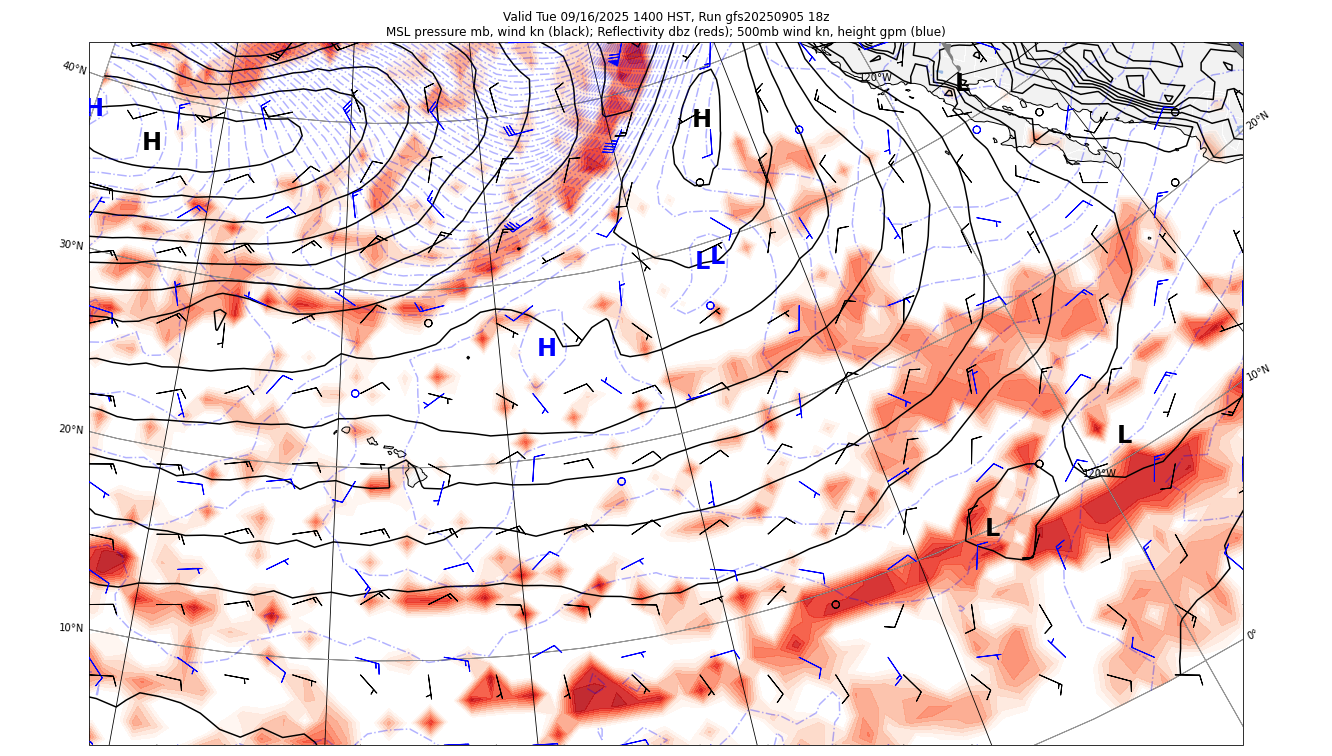 Valid Tue 09/16/2025 1400 HST, Run gfs20250905 18z
MSL pressure mb, wind kn (black); Reflectivity dbz (reds); 500mb wind kn, height gpm (blue)
40°N
120°W
L
20°N
H
H
H
30°N
L
L
H
10°N
20°N
L
120°W
L
10°N
0°